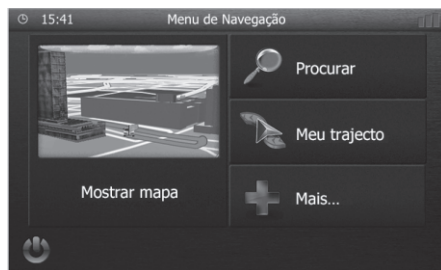 15:41 Menu de Navegação
Procurar
Meu trajecto
Mostrar mapa
Mais...